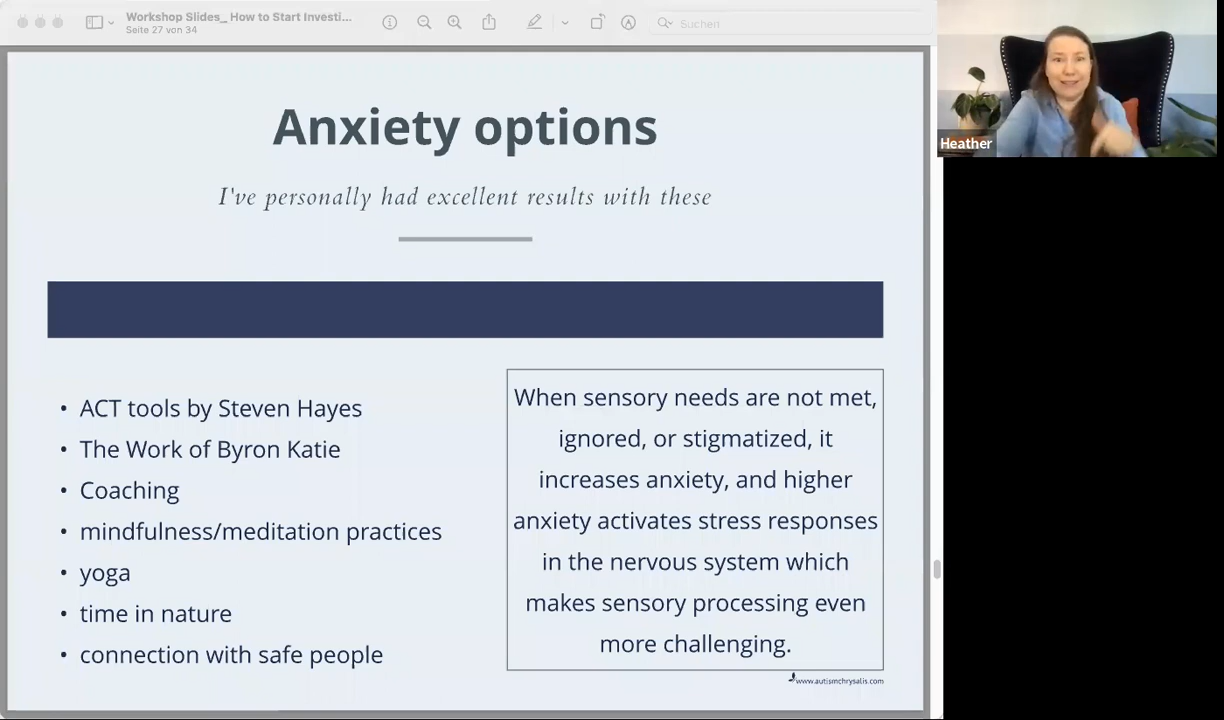 Workshop Slides_ How to Start Investi...
Seite 27 von 34
Suchen
Heather
Anxiety options
I've personally had excellent results with these
• ACT tools by Steven Hayes
• The Work of Byron Katie
• Coaching
• mindfulness/meditation practices
• yoga
• time in nature
• connection with safe people
When sensory needs are not met,
ignored, or stigmatized, it
increases anxiety, and higher
anxiety activates stress responses
in the nervous system which
makes sensory processing even
more challenging.
www.autismchrysalis.com